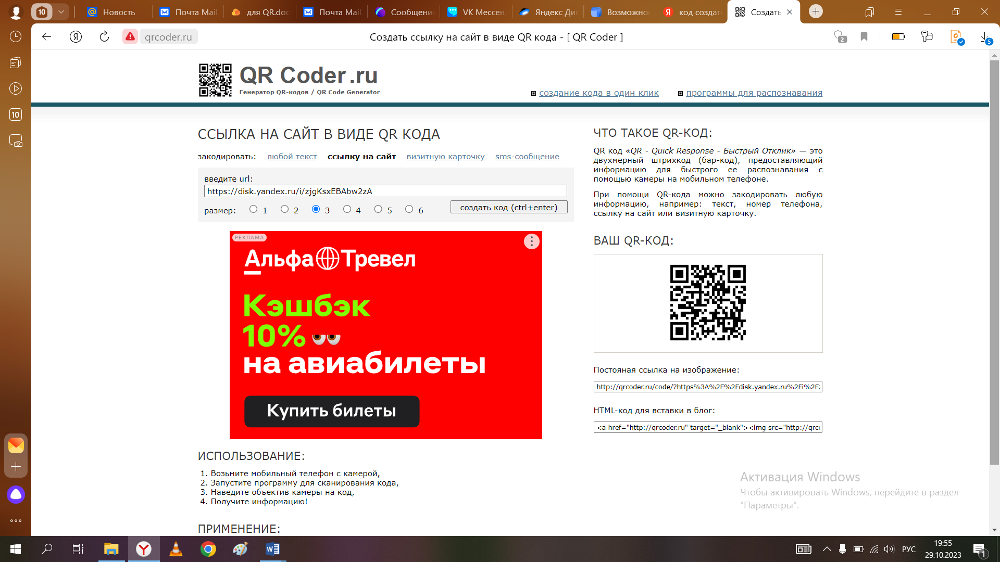 10
Новость
Почта Mail
для QR.doc
Почта Mail
Сообщени
VK Мессен
Яндекс Дис
Возможнос
код создат
Создать
qrcoder.ru
Создать ссылку на сайт в виде QR кода - [ QR Coder ]
2
5
10
QR Coder.ru
Генератор QR-кодов / QR Code Generator
создание кода в один клик
программы для распознавания
ССЫЛКА НА САЙТ В ВИДЕ QR КОДА
закодировать: любой текст ссылку на сайт визитную карточку sms-сообщение
введите url:
https://disk.yandex.ru/i/zjgKsxEBAbw2zA
размер: 1 2 3 4 5 6
создать код (ctrl+enter)
РЕКЛАМА
Альфа Тревел
Кэшбэк
10%
на авиабилеты
Купить билеты
ИСПОЛЬЗОВАНИЕ:
1. Возьмите мобильный телефон с камерой,
2. Запустите программу для сканирования кода,
3. Наведите объектив камеры на код,
4. Получите информацию!
ПРИМЕНЕНИЕ:
ЧТО ТАКОЕ QR-КОД:
QR код «QR - Quick Response - Быстрый Отклик» — это
двухмерный штрихкод (бар-код), предоставляющий
информацию для быстрого ее распознавания с
помощью камеры на мобильном телефоне.
При помощи QR-кода можно закодировать любую
информацию, например: текст, номер телефона,
ссылку на сайт или визитную карточку.
ВАШ QR-КОД:
Постояная ссылка на изображение:
http://qrcoder.ru/code/?https%3A%2F%2Fdisk.yandex.ru%2Fi%2Fz
HTML-код для вставки в блог:
<a href="http://qrcoder.ru" target="_blank"><img src="http://qrco
Активация Windows
Чтобы активировать Windows, перейдите в раздел
"Параметры".
РУС
19:55
29.10.2023
1